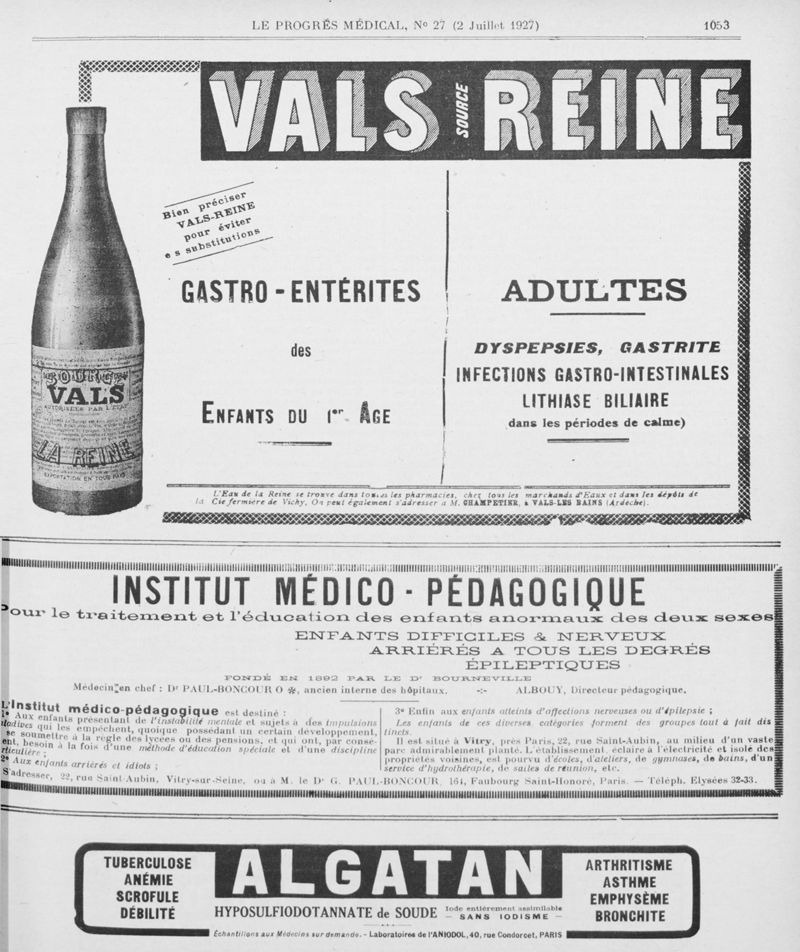 LE PROGRÈS MÉDICAL, No 27 (2 Juillet 1927)
1053
VALS SOURCE REINE
Bien préciser
VALS-REINE
pour éviter
es substitutions
GASTRO-ENTÉRITES
des
ENFANTS DU 1er AGE
ADULTES
DYSPEPSIES, GASTRITE
INFECTIONS GASTRO-INTESTINALES
LITHIASE BILIAIRE
dans les périodes de calme)
SOURCE
VALS
AUTORISÉE PAR L'ÉTAT
LA REINE
EXPORTATION EN TOUS PAYS
L'Eau de la Reine se trouve dans toutes les pharmacies, chez tous les marchands d'Eaux et dans les dépôts de
la Cie fermière de Vichy. On peut également s'adresser a M. CHAMPETIER, a VALS-LES BAINS (Ardèche).
INSTITUT MÉDICO-PÉDAGOGIQUE
Pour le traitement et l'éducation des enfants anormaux des deux sexes
ENFANTS DIFFICILES & NERVEUX
ARRIÉRÉS A TOUS LES DEGRÉS
ÉPILEPTIQUES
FONDÉ EN 1892 PAR LE Dr BOURNEVILLE
Médecin en chef : Dr PAUL-BONCOUR O ✻, ancien interne des hôpitaux. -:- ALBOUY, Directeur pédagogique.
L'Institut médico-pédagogique est destiné :
1º Aux enfants présentant de l'instabilité mentale et sujets à des impulsions
qui les empêchent, quoique possédant un certain développement,
se soumettre à la règle des lycées ou des pensions, et qui ont, par consé-
ent, besoin à la fois d'une méthode d'éducation spéciale et d'une discipline
rticulière ;
2º Aux enfants arriérés et idiots ;
3º Enfin aux enfants atteints d'affections nerveuses ou d'épilepsie ;
Les enfants de ces diverses catégories forment des groupes tout à fait dis
tincts.
Il est situé à Vitry, près Paris, 22, rue Saint-Aubin, au milieu d'un vaste
parc admirablement planté. L'établissement, éclaire à l'électricité et isolé des
propriétés voisines, est pourvu d'écoles, d'ateliers, de gymnases, de bains, d'un
service d'hydrothérapie, de salles de réunion, etc.
S'adresser, 22, rue Saint-Aubin, Vitry-sur-Seine, ou à M. le Dr G. PAUL-BONCOUR, 164, Faubourg Saint-Honoré, Paris. — Téléph. Elysées 32-33.
TUBERCULOSE
ANÉMIE
SCROFULE
DÉBILITÉ
ALGATAN
HYPOSULFIODOTANNATE de SOUDE
Iode entièrement assimilable
- SANS IODISME -
Échantillons aux Médecins sur demande. - Laboratoires de l'ANIODOL, 40, rue Condorcet, PARIS
ARTHRITISME
ASTHME
EMPHYSÈME
BRONCHITE